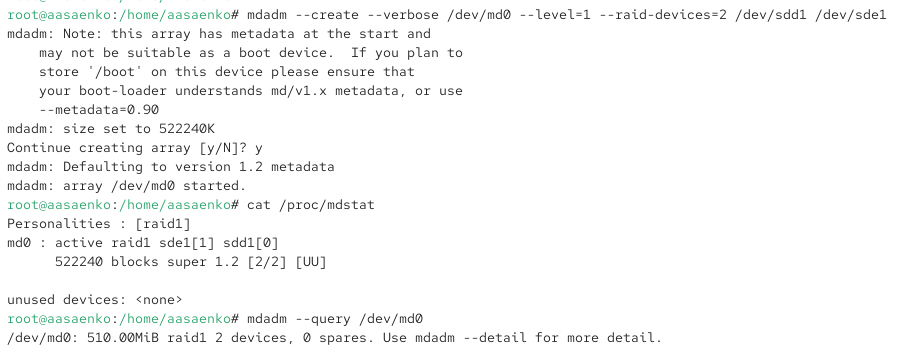 root@aasaenko:/home/aasaenko# mdadm --create --verbose /dev/md0 --level=1 --raid-devices=2 /dev/sdd1 /dev/sde1
mdadm: Note: this array has metadata at the start and
    may not be suitable as a boot device.  If you plan to
    store '/boot' on this device please ensure that
    your boot-loader understands md/v1.x metadata, or use
    --metadata=0.90
mdadm: size set to 522240K
Continue creating array [y/N]? y
mdadm: Defaulting to version 1.2 metadata
mdadm: array /dev/md0 started.
root@aasaenko:/home/aasaenko# cat /proc/mdstat
Personalities : [raid1]
md0 : active raid1 sde1[1] sdd1[0]
      522240 blocks super 1.2 [2/2] [UU]

unused devices: <none>
root@aasaenko:/home/aasaenko# mdadm --query /dev/md0
/dev/md0: 510.00MiB raid1 2 devices, 0 spares. Use mdadm --detail for more detail.